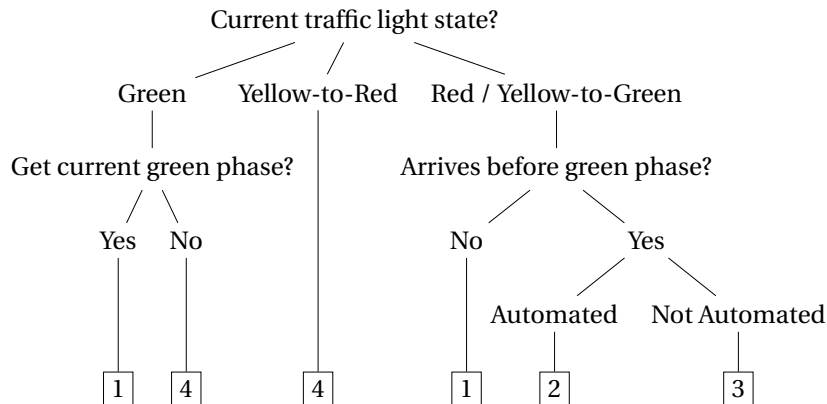 Current traffic light state?
Green Yellow-to-Red Red / Yellow-to-Green
Get current green phase? Arrives before green phase?
Yes No No Yes
Automated Not Automated
1 4 4 1 2 3